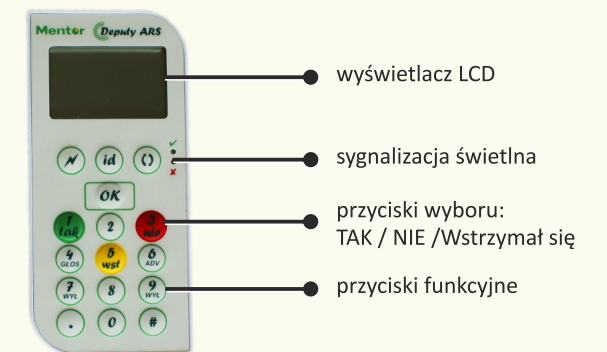 Mentor Deputy ARS
wyświetlacz LCD
id
sygnalizacja świetlna
OK
przyciski wyboru:
TAK / NIE /Wstrzymał się
1 2 3
tak nie
4 5 6
GŁOS wst ADV
przyciski funkcyjne
7 8 9
WYŁ WYŁ
. 0 #